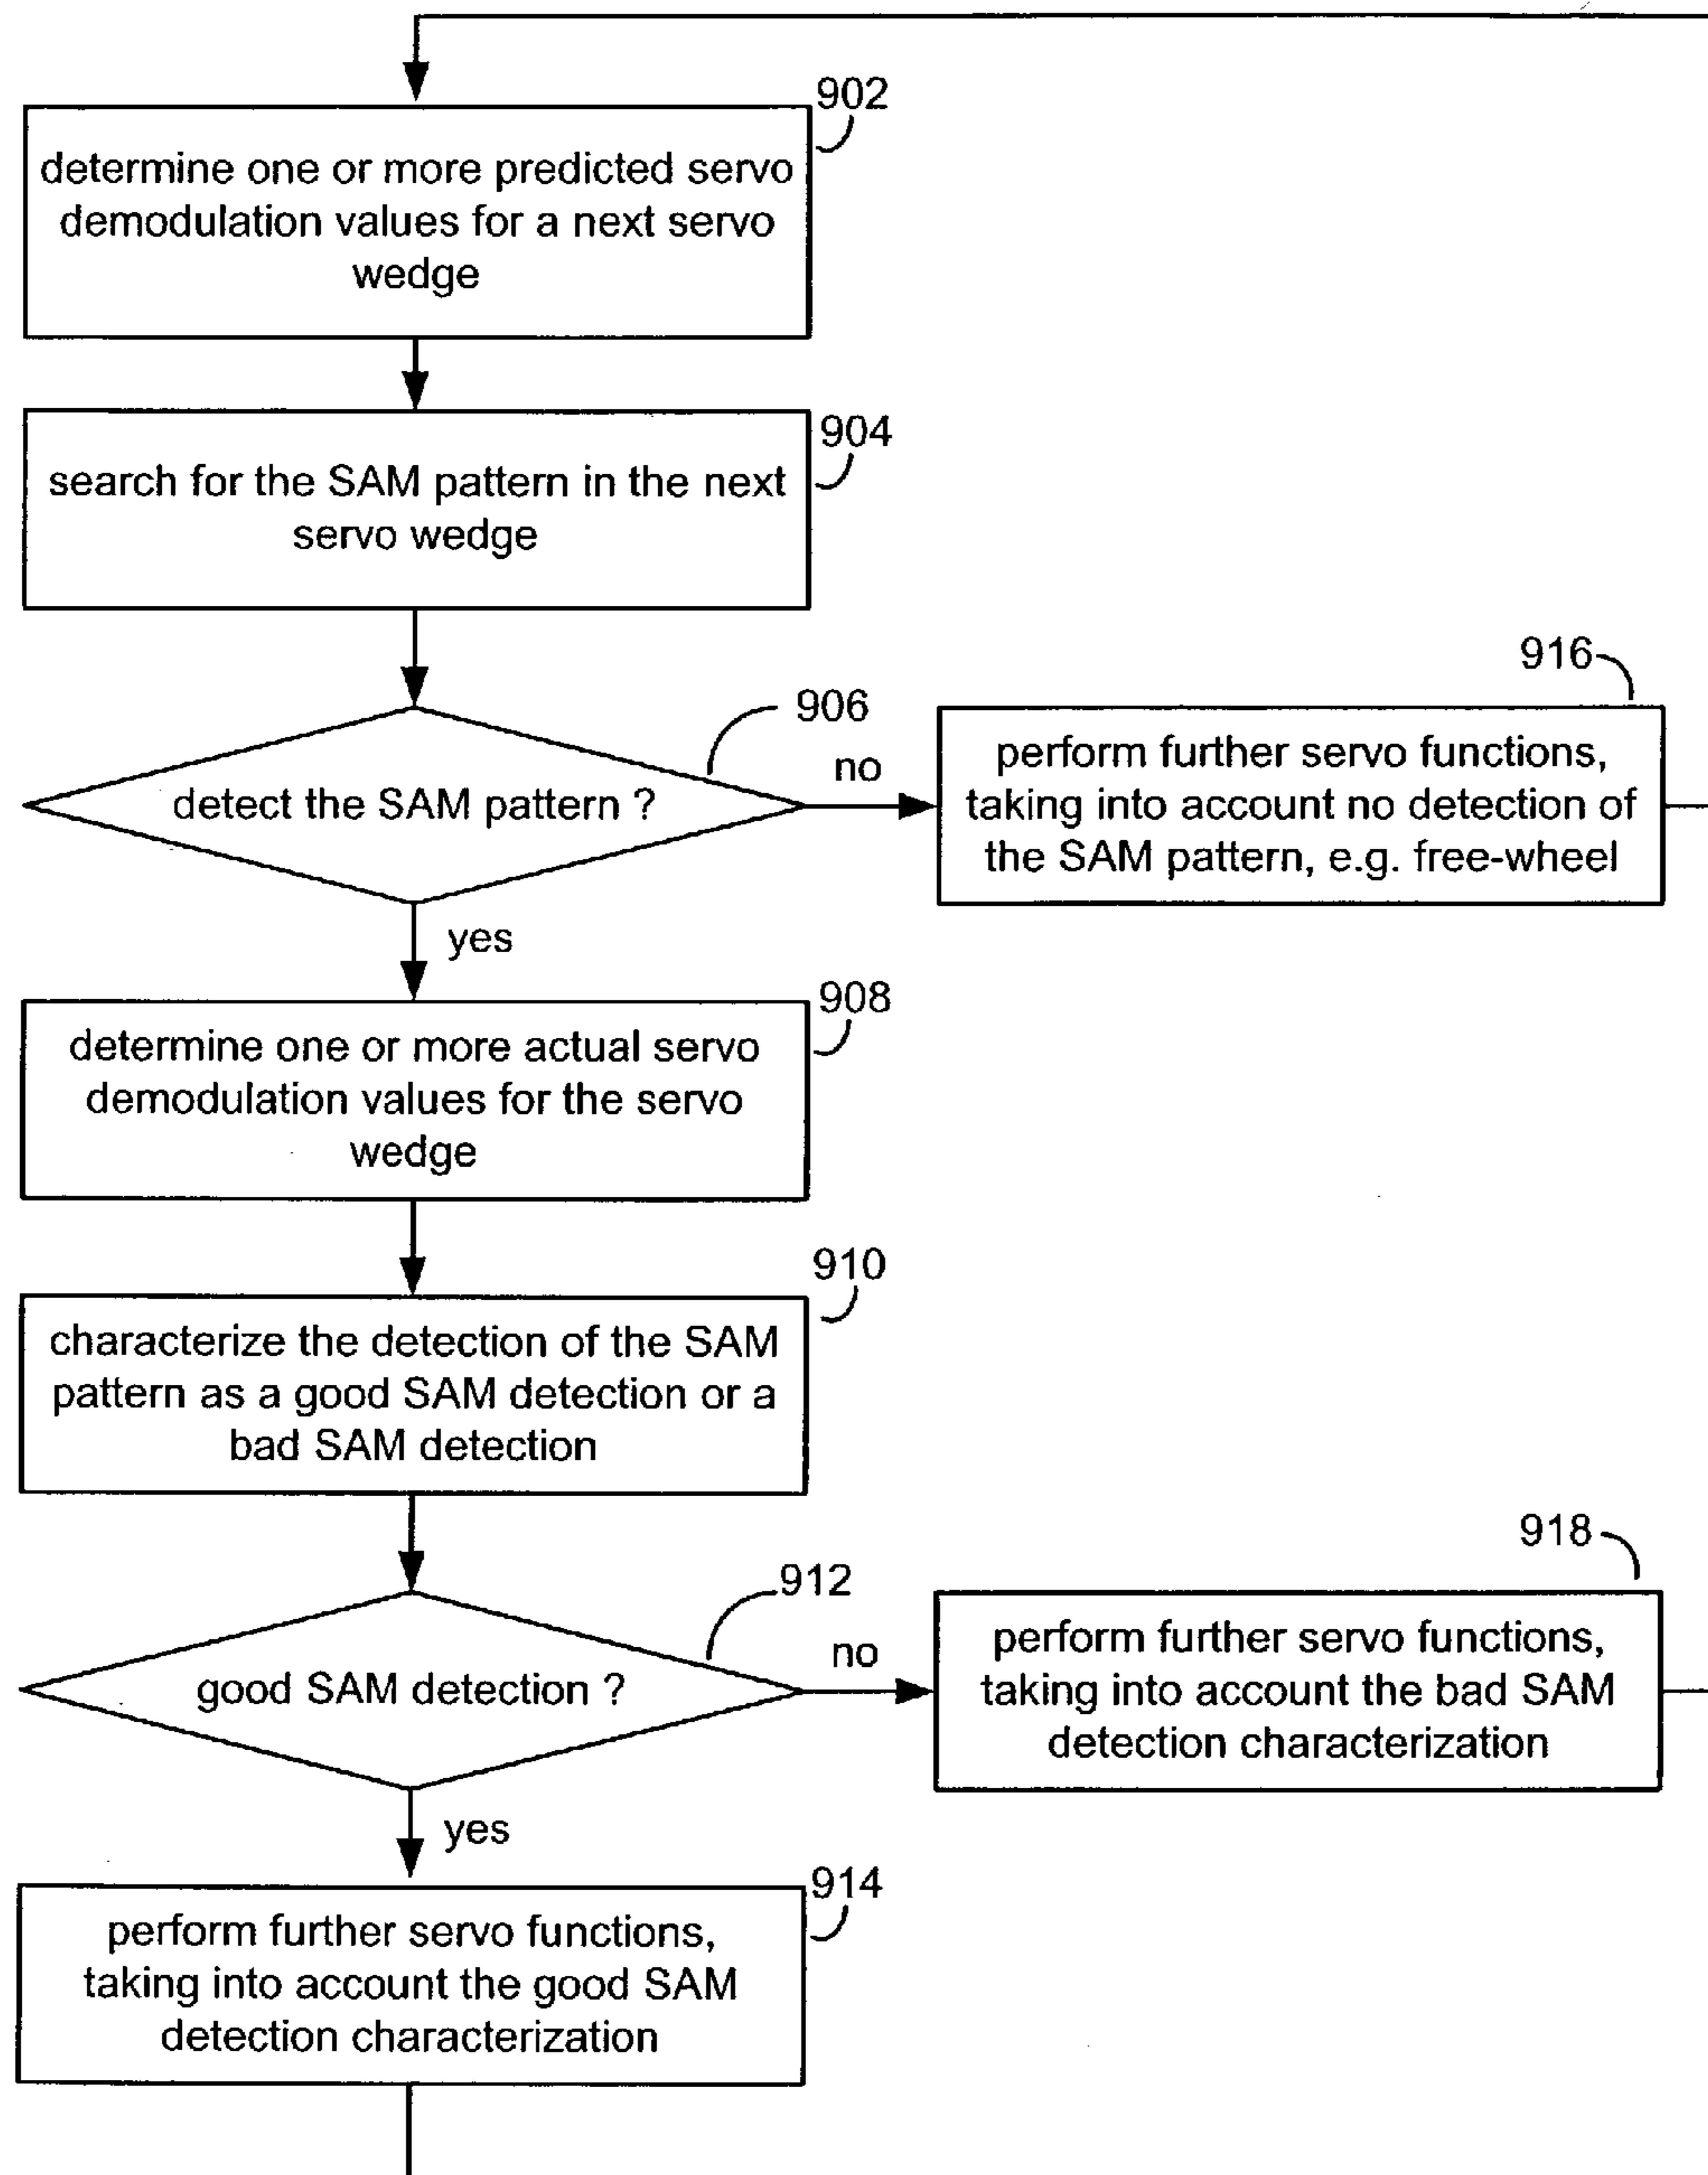 902
determine one or more predicted servo
demodulation values for a next servo
wedge
904
search for the SAM pattern in the next
servo wedge
906
detect the SAM pattern ?
no
916
perform further servo functions,
taking into account no detection of
the SAM pattern, e.g. free-wheel
yes
908
determine one or more actual servo
demodulation values for the servo
wedge
910
characterize the detection of the SAM
pattern as a good SAM detection or a
bad SAM detection
912
good SAM detection ?
no
918
perform further servo functions,
taking into account the bad SAM
detection characterization
yes
914
perform further servo functions,
taking into account the good SAM
detection characterization